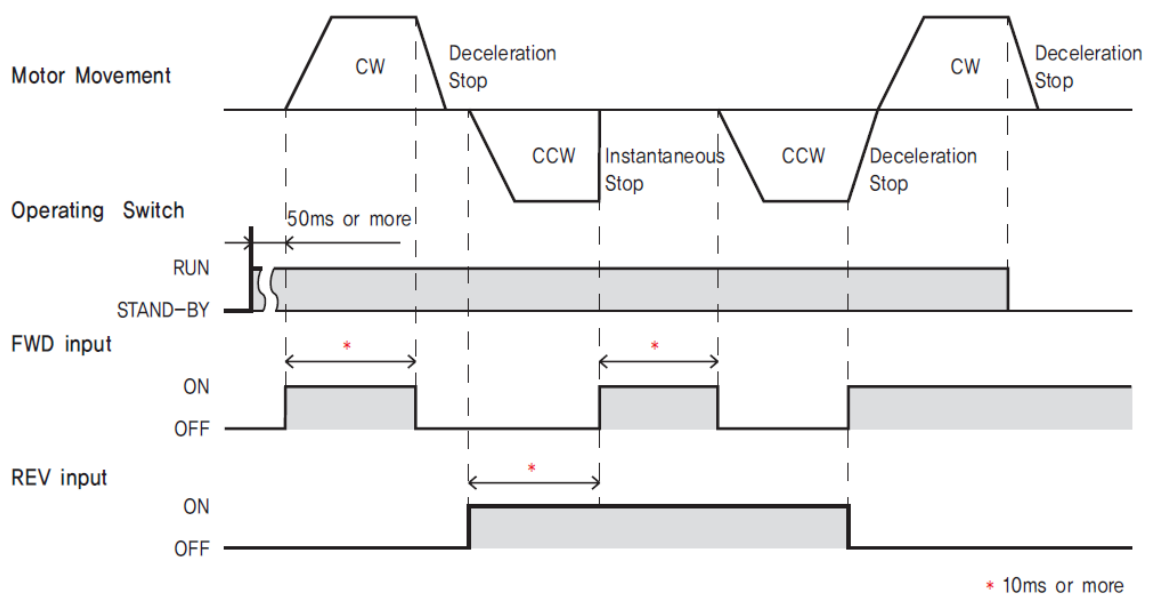 CW
Deceleration
Stop
CW
Deceleration
Stop
Motor Movement
CCW
Instantaneous
Stop
CCW
Deceleration
Stop
Operating Switch
50ms or more
RUN
STAND-BY
FWD input
*
*
ON
OFF
REV input
*
ON
OFF
* 10ms or more